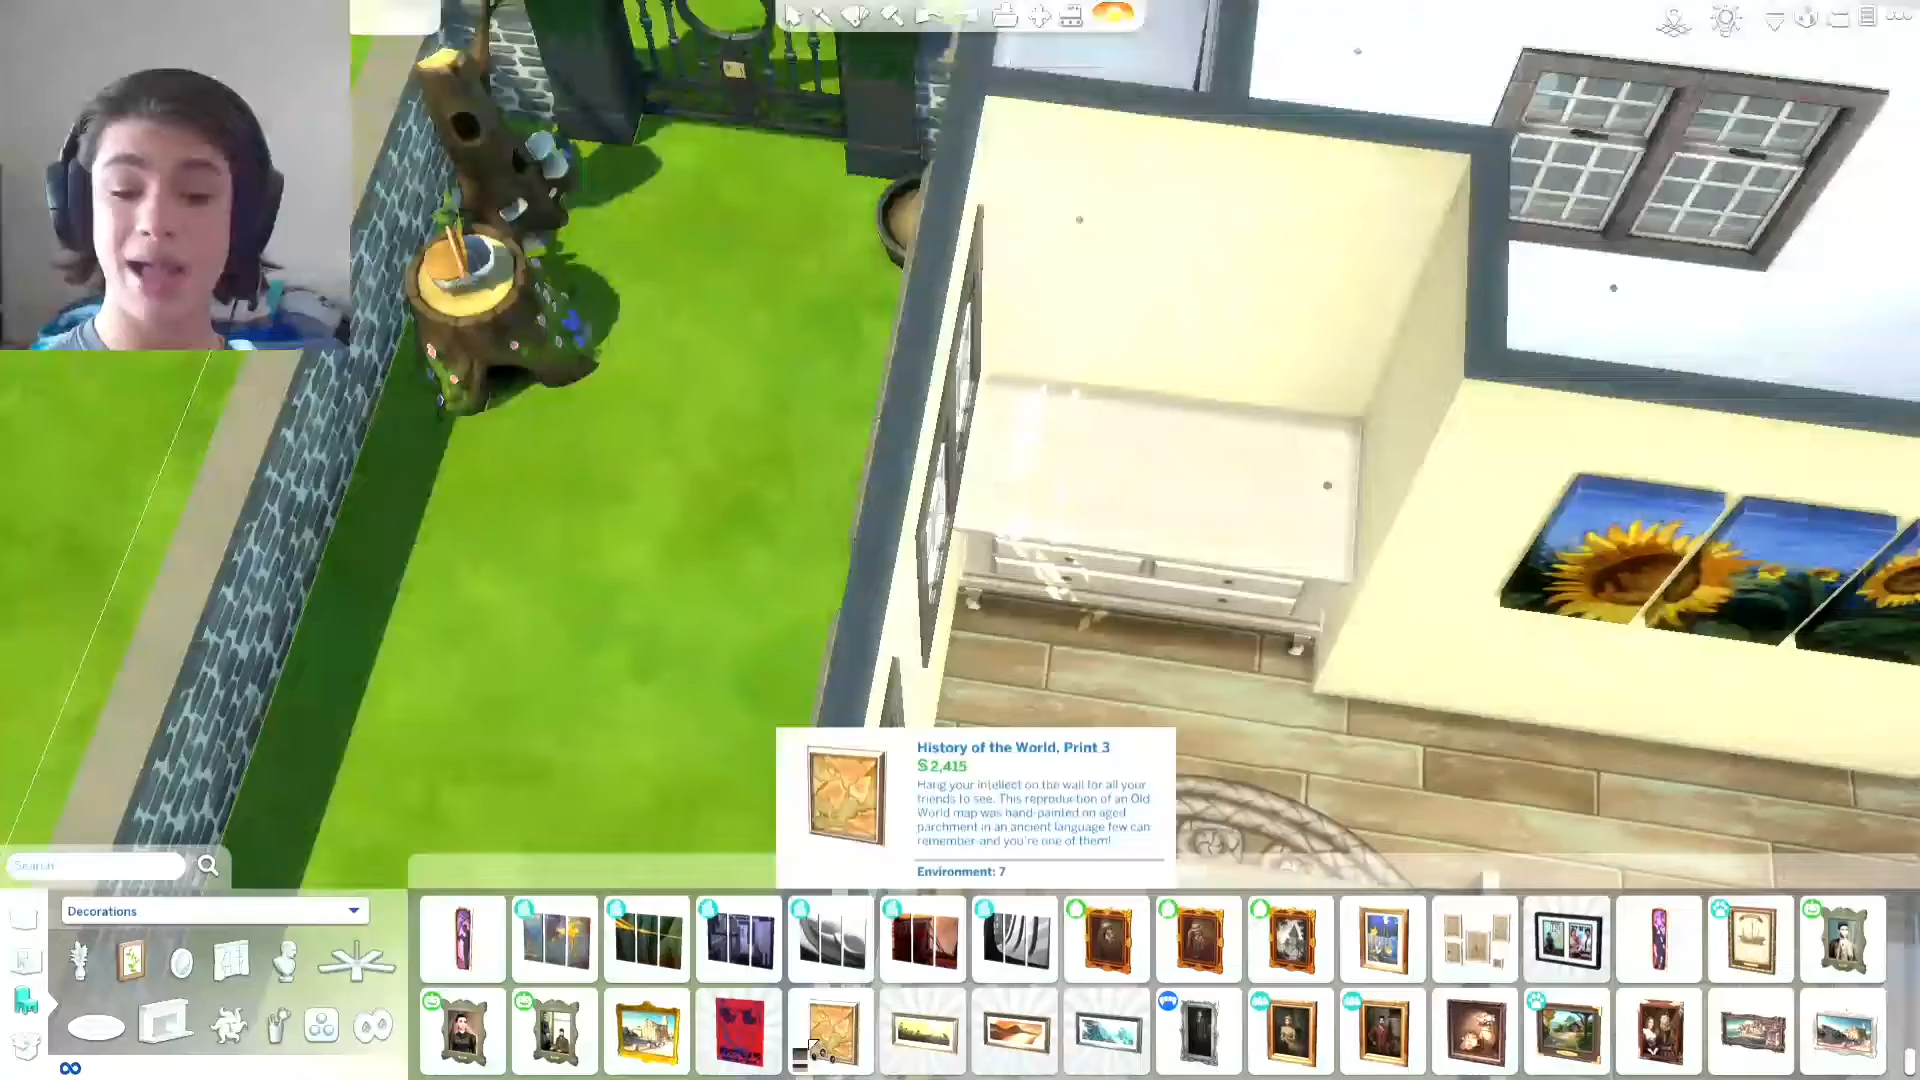 History of the World, Print 3
$2,415
Hang your intellect on the wall for all your
friends to see. This reproduction of an Old
World map was hand-painted on aged
parchment in an ancient language few can
remember-and you're one of them!
Environment: 7
Search
Decorations